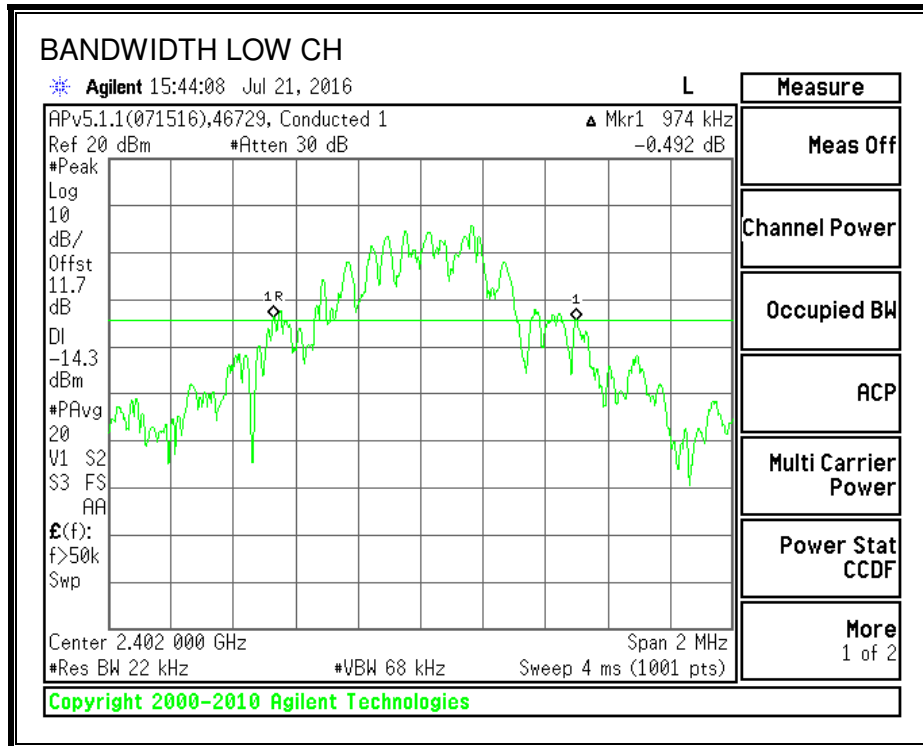 BANDWIDTH LOW CH
Agilent 15:44:08 Jul 21, 2016 L
APv5.1.1(071516),46729, Conducted 1 Δ Mkr1 974 kHz
Ref 20 dBm #Atten 30 dB -0.492 dB
#Peak
Log
10
dB/
Offst
11.7
dB
DI
-14.3
dBm
#PAvg
20
V1 S2
S3 FS
AA
£(f):
f>50k
Swp
1R
1
Center 2.402 000 GHz Span 2 MHz
#Res BW 22 kHz #VBW 68 kHz Sweep 4 ms (1001 pts)
Copyright 2000-2010 Agilent Technologies
Measure
Meas Off
Channel Power
Occupied BW
ACP
Multi Carrier
Power
Power Stat
CCDF
More
1 of 2